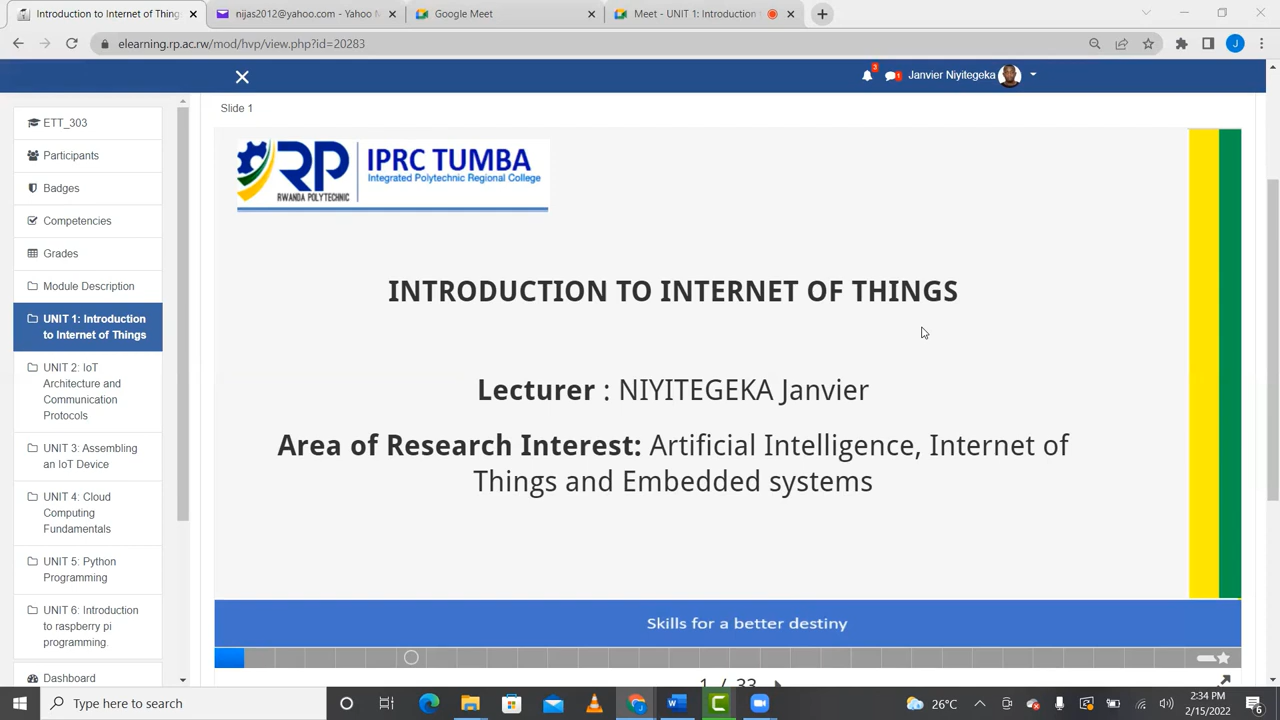 Introduction to Internet of Things
nijas2012@yahoo.com - Yahoo M
Google Meet
Meet - UNIT 1: Introduction
elearning.rp.ac.rw/mod/hvp/view.php?id=20283
J
3
1
Janvier Niyitegeka
ETT_303
Participants
Badges
Competencies
Grades
Module Description
UNIT 1: Introduction
to Internet of Things
UNIT 2: IoT
Architecture and
Communication
Protocols
UNIT 3: Assembling
an IoT Device
UNIT 4: Cloud
Computing
Fundamentals
UNIT 5: Python
Programming
UNIT 6: Introduction
to raspberry pi
programming.
Dashboard
Slide 1
RP
RWANDA POLYTECHNIC
IPRC TUMBA
Integrated Polytechnic Regional College
INTRODUCTION TO INTERNET OF THINGS
Lecturer : NIYITEGEKA Janvier
Area of Research Interest: Artificial Intelligence, Internet of
Things and Embedded systems
Skills for a better destiny
1 / 33
Type here to search
26°C
2:34 PM
2/15/2022
6